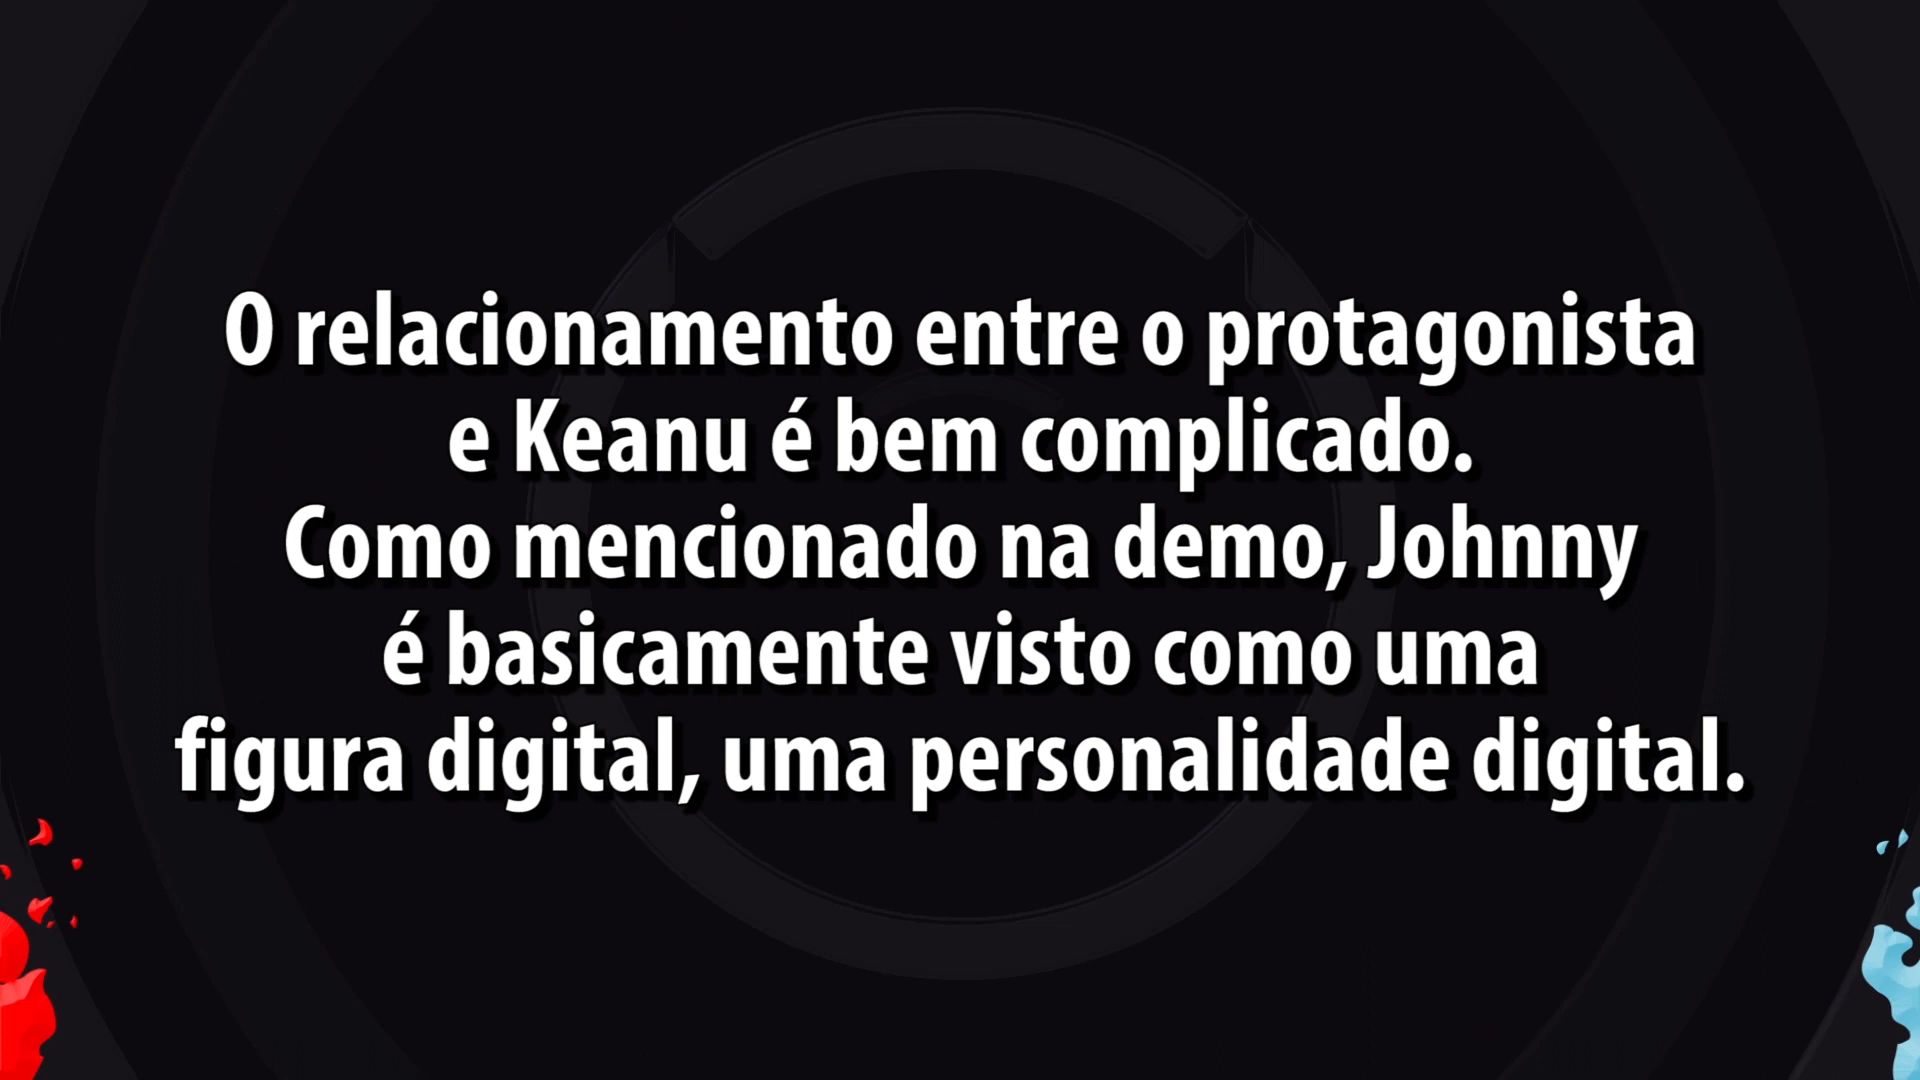 O relacionamento entre o protagonista
e Keanu é bem complicado.
Como mencionado na demo, Johnny
é basicamente visto como uma
figura digital, uma personalidade digital.